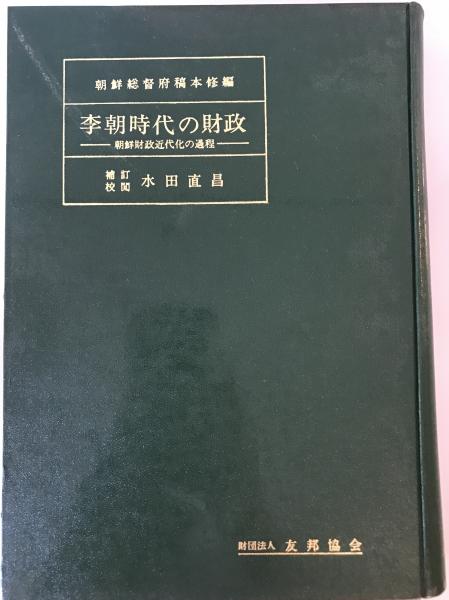 朝鮮総督府稿本修編
李朝時代の財政
朝鮮財政近代化の過程
補訂
校閲 水田直昌
財団法人 友邦協会